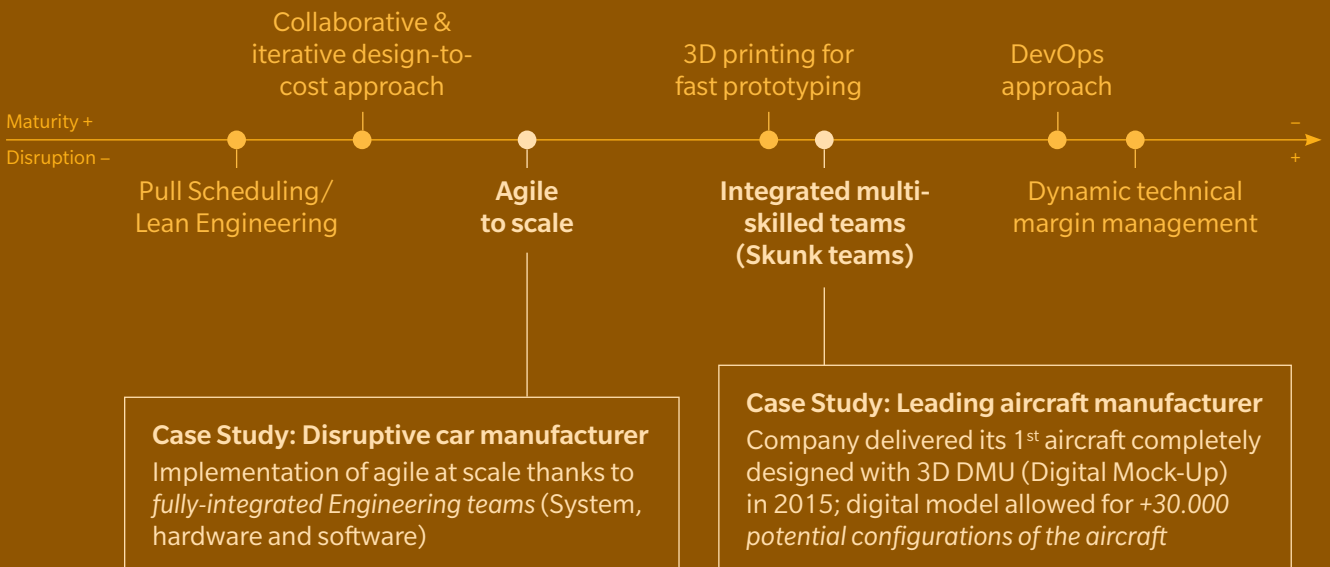 Collaborative &
iterative design-to-
cost approach
3D printing for
fast prototyping
DevOps
approach
Maturity +
–
Disruption –
+
Pull Scheduling/
Lean Engineering
Agile
to scale
Integrated multi-
skilled teams
(Skunk teams)
Dynamic technical
margin management
Case Study: Disruptive car manufacturer
Implementation of agile at scale thanks to
fully-integrated Engineering teams (System,
hardware and software)
Case Study: Leading aircraft manufacturer
Company delivered its 1st aircraft completely
designed with 3D DMU (Digital Mock-Up)
in 2015; digital model allowed for +30.000
potential configurations of the aircraft